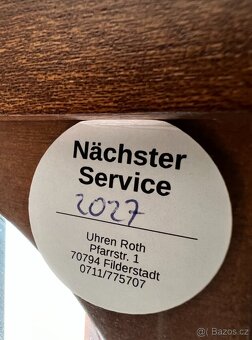 Nächster
Service
2027
Uhren Roth
Pfarrstr. 1
70794 Filderstadt
0711/775707
© Bazos.cz